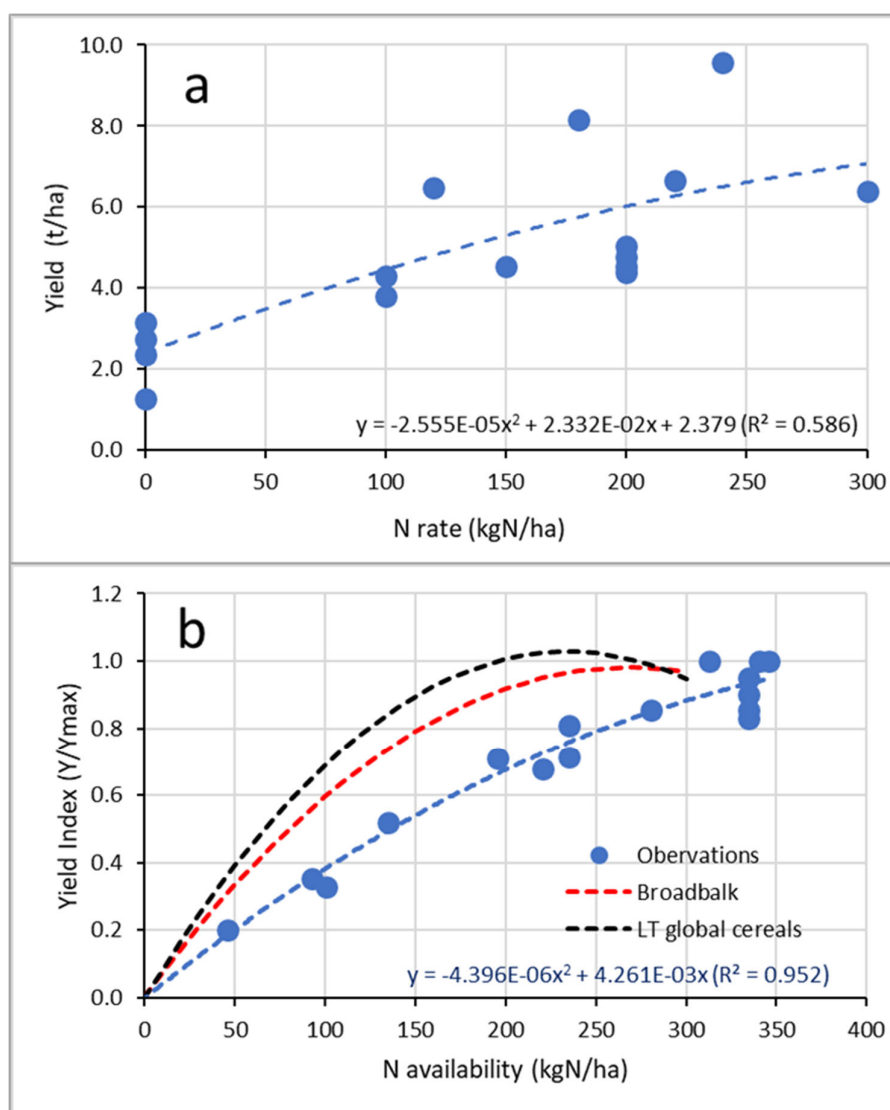 a
10.0
8.0
6.0
4.0
2.0
0.0
Yield (t/ha)
y = -2.555E-05x² + 2.332E-02x + 2.379 (R² = 0.586)
0 50 100 150 200 250 300
N rate (kgN/ha)
b
1.2
1.0
0.8
0.6
0.4
0.2
0.0
Yield Index (Y/Ymax)
Obervations
Broadbalk
LT global cereals
y = -4.396E-06x² + 4.261E-03x (R² = 0.952)
0 50 100 150 200 250 300 350 400
N availability (kgN/ha)